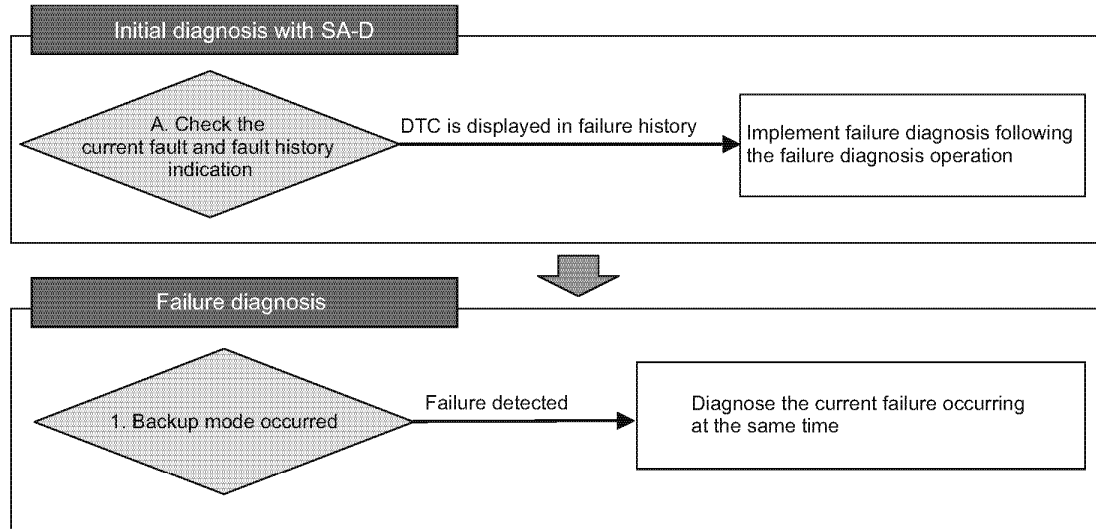 Initial diagnosis with SA-D
A. Check the
current fault and fault history
indication
DTC is displayed in failure history
Implement failure diagnosis following
the failure diagnosis operation
Failure diagnosis
1. Backup mode occurred
Failure detected
Diagnose the current failure occurring
at the same time